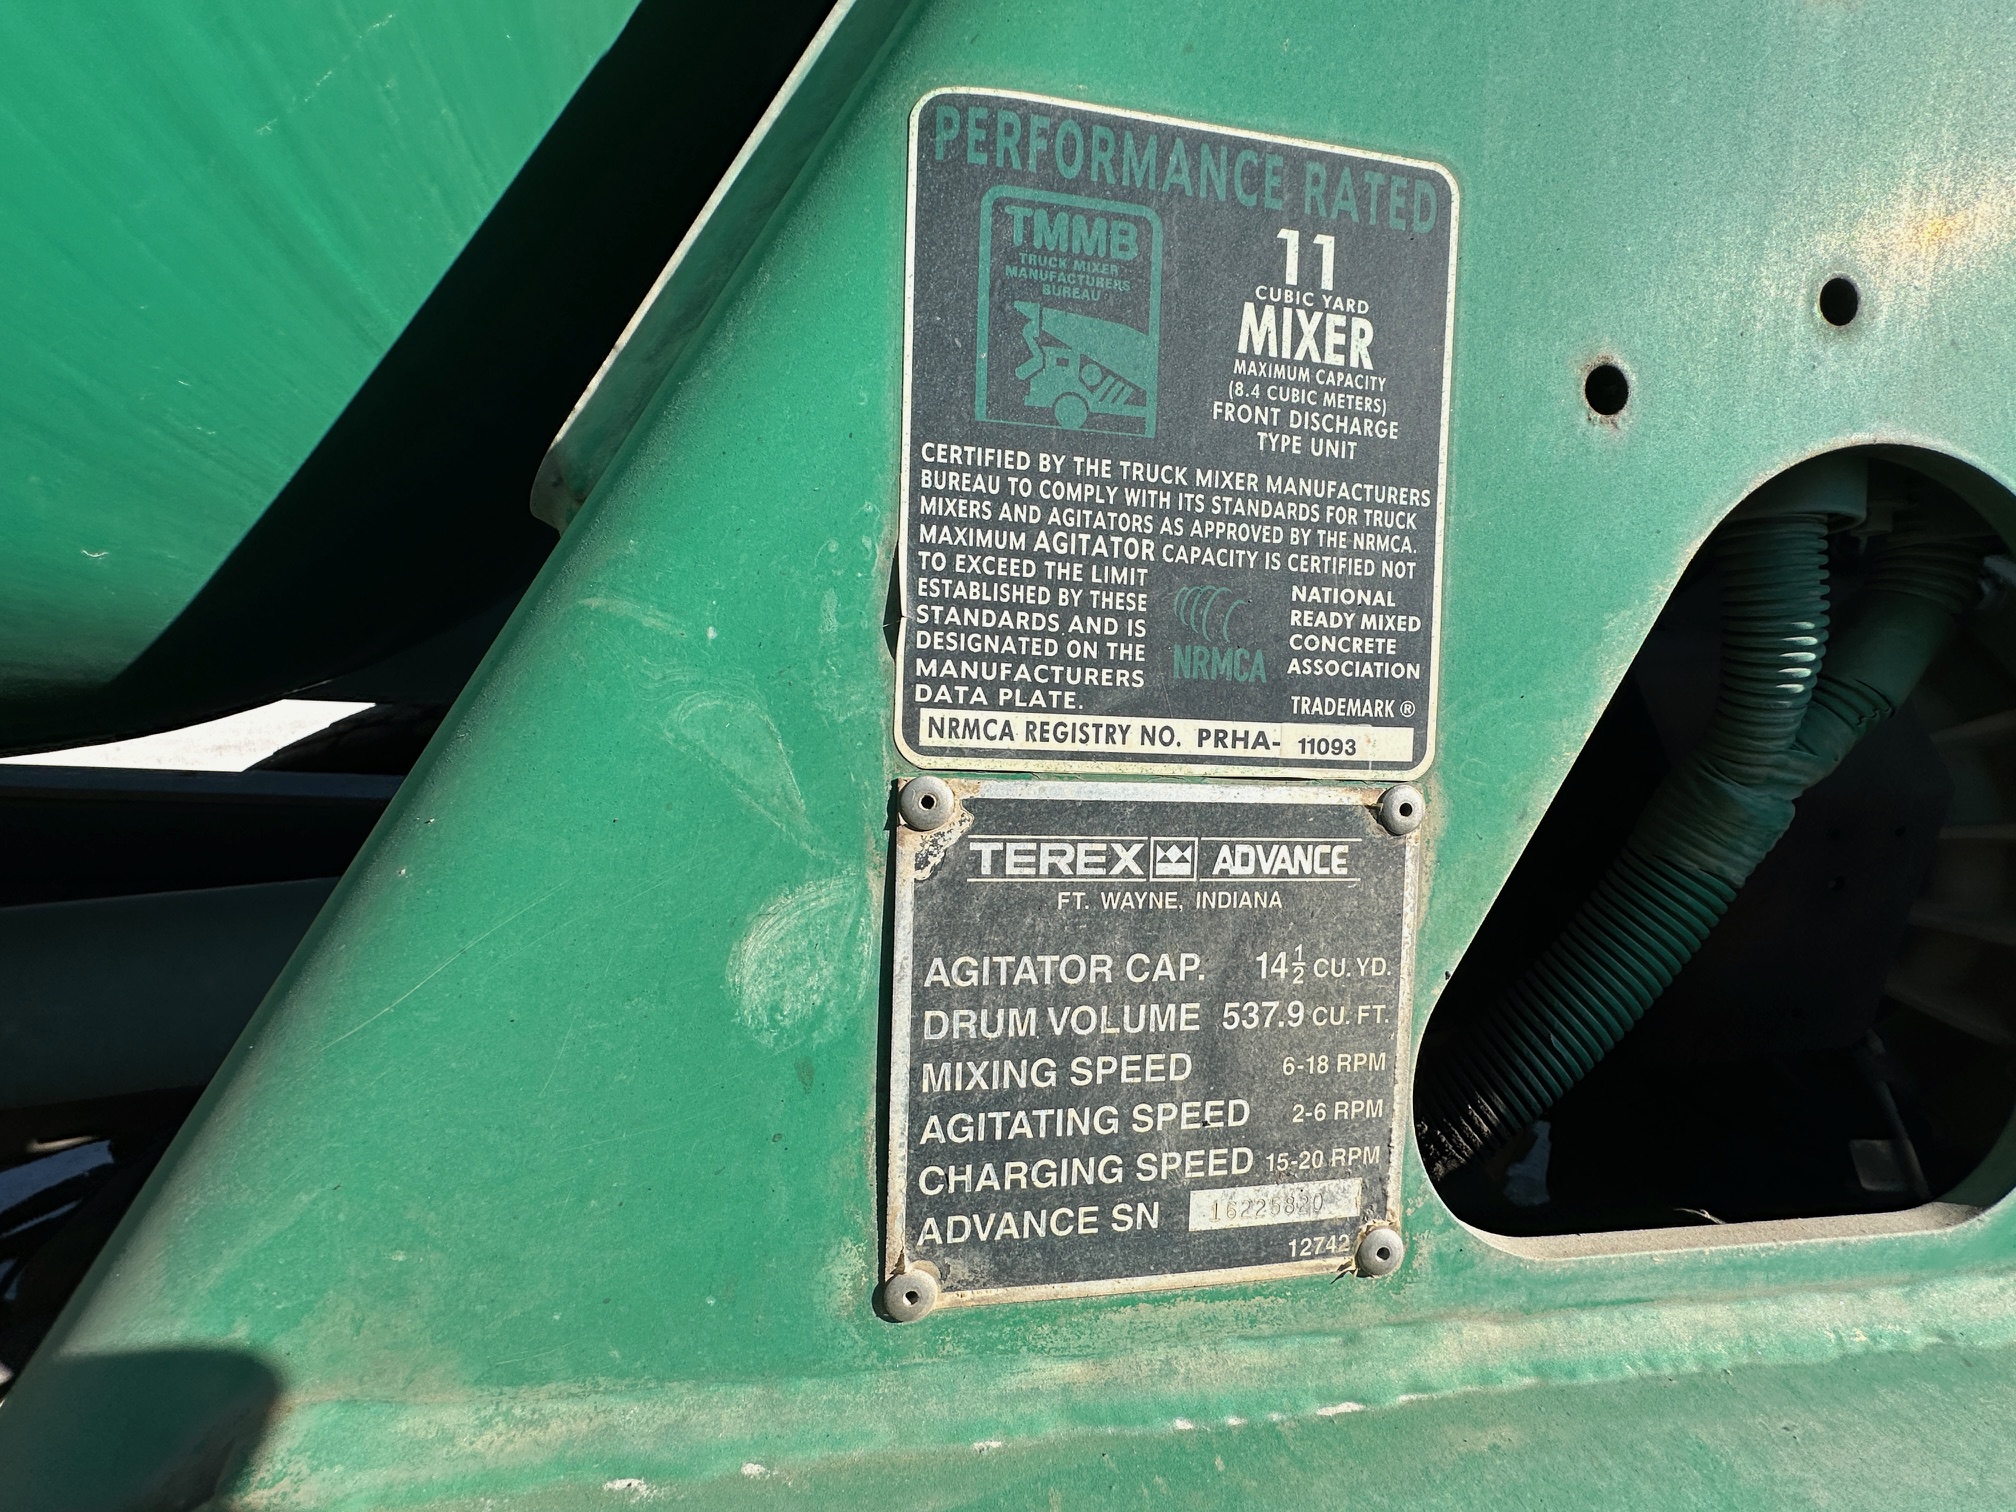 PERFORMANCE RATED
TMMB
TRUCK MIXER
MANUFACTURERS
BUREAU
11
CUBIC YARD
MIXER
MAXIMUM CAPACITY
(8.4 CUBIC METERS)
FRONT DISCHARGE
TYPE UNIT
CERTIFIED BY THE TRUCK MIXER MANUFACTURERS
BUREAU TO COMPLY WITH ITS STANDARDS FOR TRUCK
MIXERS AND AGITATORS AS APPROVED BY THE NRMCA.
MAXIMUM AGITATOR CAPACITY IS CERTIFIED NOT
TO EXCEED THE LIMIT
ESTABLISHED BY THESE
STANDARDS AND IS
DESIGNATED ON THE
MANUFACTURERS
DATA PLATE.
NRMCA
NATIONAL
READY MIXED
CONCRETE
ASSOCIATION
TRADEMARK ®
NRMCA REGISTRY NO. PRHA- 11093
TEREX ADVANCE
FT. WAYNE, INDIANA
AGITATOR CAP. 14 1/2 CU. YD.
DRUM VOLUME 537.9 CU. FT.
MIXING SPEED 6-18 RPM
AGITATING SPEED 2-6 RPM
CHARGING SPEED 15-20 RPM
ADVANCE SN 16225820
12742